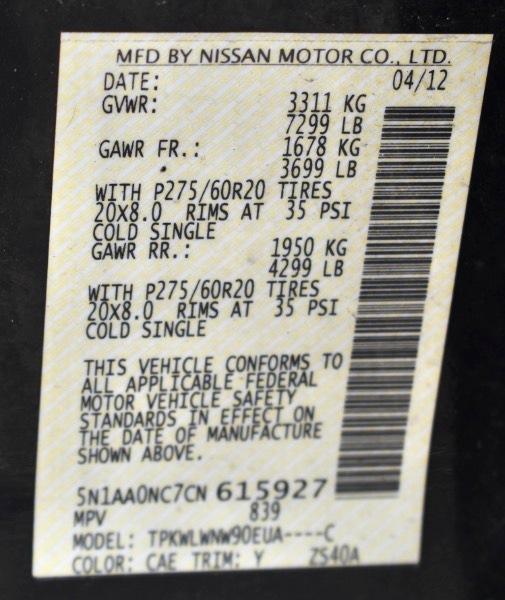 MFD BY NISSAN MOTOR CO., LTD.
DATE: 04/12
GVWR: 3311 KG
7299 LB
GAWR FR.: 1678 KG
3699 LB
WITH P275/60R20 TIRES
20X8.0 RIMS AT 35 PSI
COLD SINGLE
GAWR RR.: 1950 KG
4299 LB
WITH P275/60R20 TIRES
20X8.0 RIMS AT 35 PSI
COLD SINGLE
THIS VEHICLE CONFORMS TO
ALL APPLICABLE FEDERAL
MOTOR VEHICLE SAFETY
STANDARDS IN EFFECT ON
THE DATE OF MANUFACTURE
SHOWN ABOVE.
5N1AA0NC7CN 615927
MPV 839
MODEL: TPKWLWNW90EUA----C
COLOR: CAE TRIM: Y ZS40A